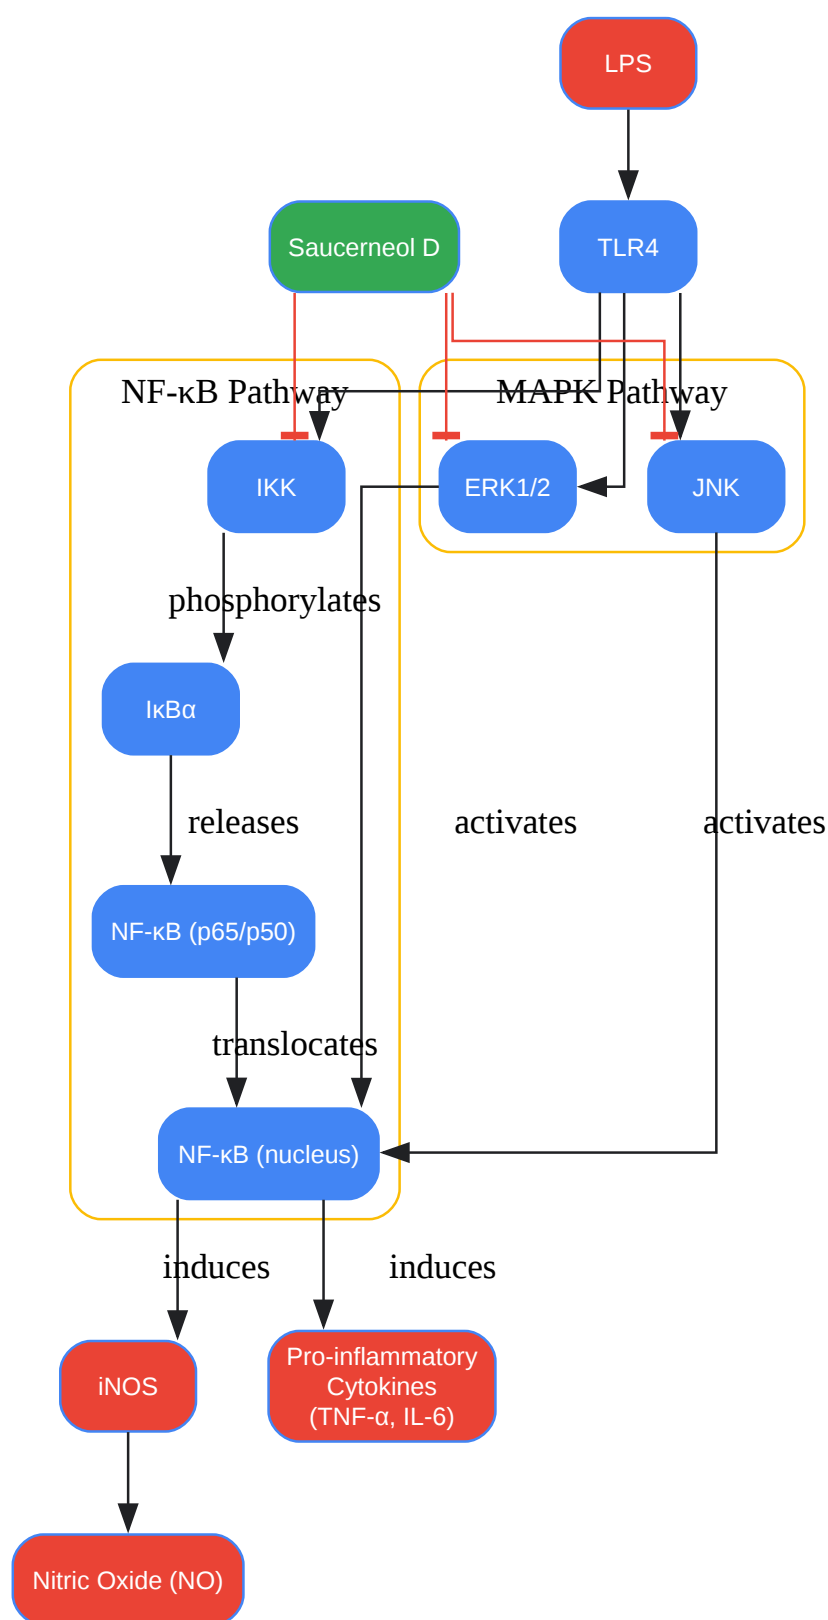 LPS
Saucerneol D
TLR4
NF-κB Pathway
MAPK Pathway
IKK
ERK1/2
JNK
phosphorylates
IκBα
releases
activates
activates
NF-κB (p65/p50)
translocates
NF-κB (nucleus)
induces
induces
iNOS
Pro-inflammatory
Cytokines
(TNF-α, IL-6)
Nitric Oxide (NO)